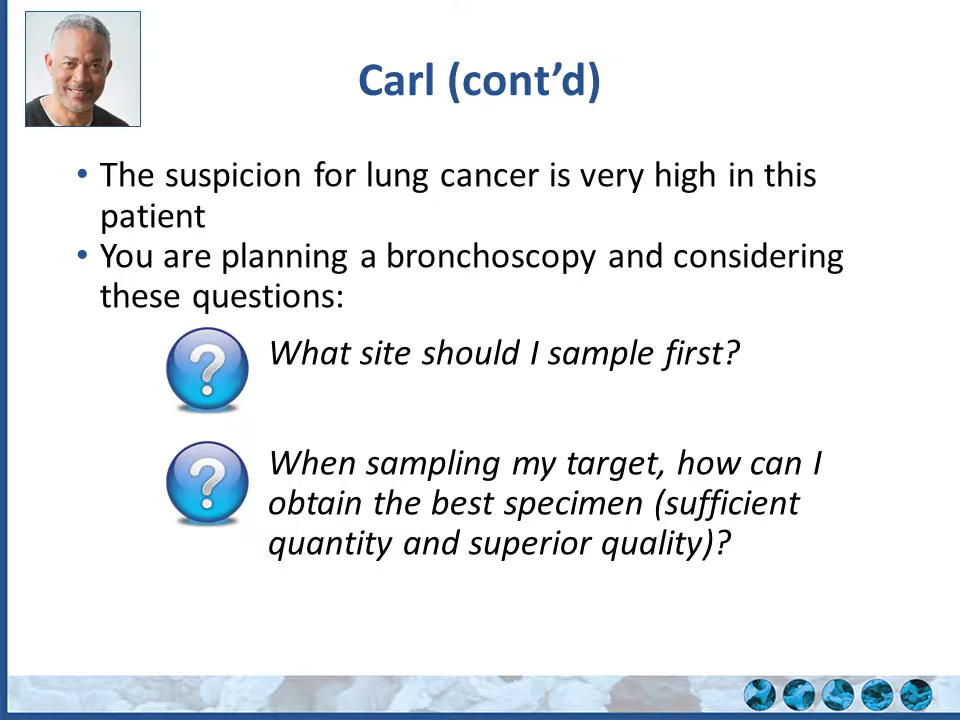 Carl (cont’d)
• The suspicion for lung cancer is very high in this
patient
• You are planning a bronchoscopy and considering
these questions:
? What site should I sample first?
? When sampling my target, how can I
obtain the best specimen (sufficient
quantity and superior quality)?